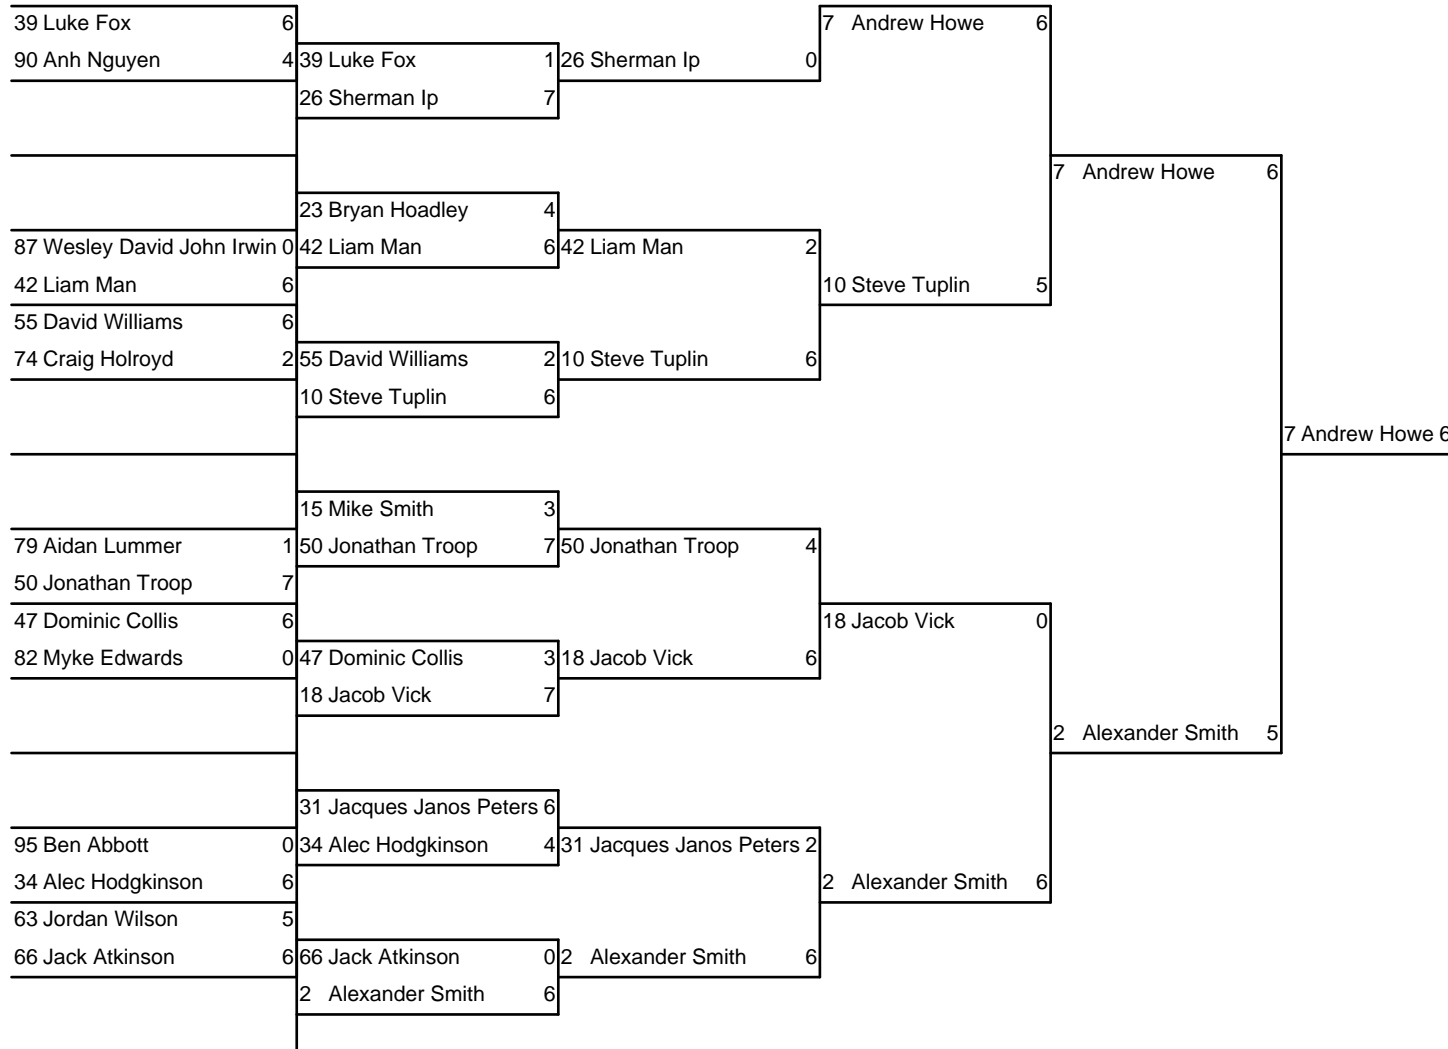 39 Luke Fox 6
90 Anh Nguyen 4
87 Wesley David John Irwin 0
42 Liam Man 6
55 David Williams 6
74 Craig Holroyd 2
79 Aidan Lummer 1
50 Jonathan Troop 7
47 Dominic Collis 6
82 Myke Edwards 0
95 Ben Abbott 0
34 Alec Hodgkinson 6
63 Jordan Wilson 5
66 Jack Atkinson 6
39 Luke Fox 1
26 Sherman Ip 7
23 Bryan Hoadley 4
42 Liam Man 6
55 David Williams 2
10 Steve Tuplin 6
15 Mike Smith 3
50 Jonathan Troop 7
47 Dominic Collis 3
18 Jacob Vick 7
31 Jacques Janos Peters 6
34 Alec Hodgkinson 4
66 Jack Atkinson 0
2 Alexander Smith 6
26 Sherman Ip 0
42 Liam Man 2
10 Steve Tuplin 6
50 Jonathan Troop 4
18 Jacob Vick 6
31 Jacques Janos Peters 2
2 Alexander Smith 6
7 Andrew Howe 6
10 Steve Tuplin 5
18 Jacob Vick 0
2 Alexander Smith 6
7 Andrew Howe 6
2 Alexander Smith 5
7 Andrew Howe 6